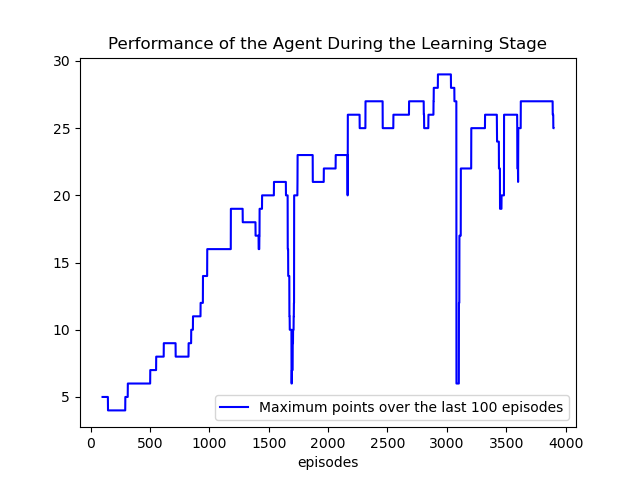 Performance of the Agent During the Learning Stage
30
25
20
15
10
5
Maximum points over the last 100 episodes
0 500 1000 1500 2000 2500 3000 3500 4000
episodes